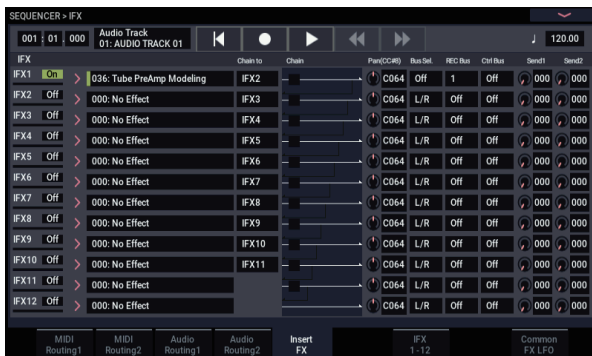 SEQUENCER > IFX
001 : 01 . 000 Audio Track 01: AUDIO TRACK 01 ♩ 120.00
IFX Chain to Chain Pan(CC#8) Bus Sel. REC Bus Ctrl Bus Send1 Send2
IFX1 On 036: Tube PreAmp Modeling IFX2 C064 Off 1 Off 000 000
IFX2 Off 000: No Effect IFX3 C064 L/R Off Off 000 000
IFX3 Off 000: No Effect IFX4 C064 L/R Off Off 000 000
IFX4 Off 000: No Effect IFX5 C064 L/R Off Off 000 000
IFX5 Off 000: No Effect IFX6 C064 L/R Off Off 000 000
IFX6 Off 000: No Effect IFX7 C064 L/R Off Off 000 000
IFX7 Off 000: No Effect IFX8 C064 L/R Off Off 000 000
IFX8 Off 000: No Effect IFX9 C064 L/R Off Off 000 000
IFX9 Off 000: No Effect IFX10 C064 L/R Off Off 000 000
IFX10 Off 000: No Effect IFX11 C064 L/R Off Off 000 000
IFX11 Off 000: No Effect C064 L/R Off Off 000 000
IFX12 Off 000: No Effect C064 L/R Off Off 000 000
MIDI Routing1 MIDI Routing2 Audio Routing1 Audio Routing2 Insert FX IFX 1-12 Common FX LFO